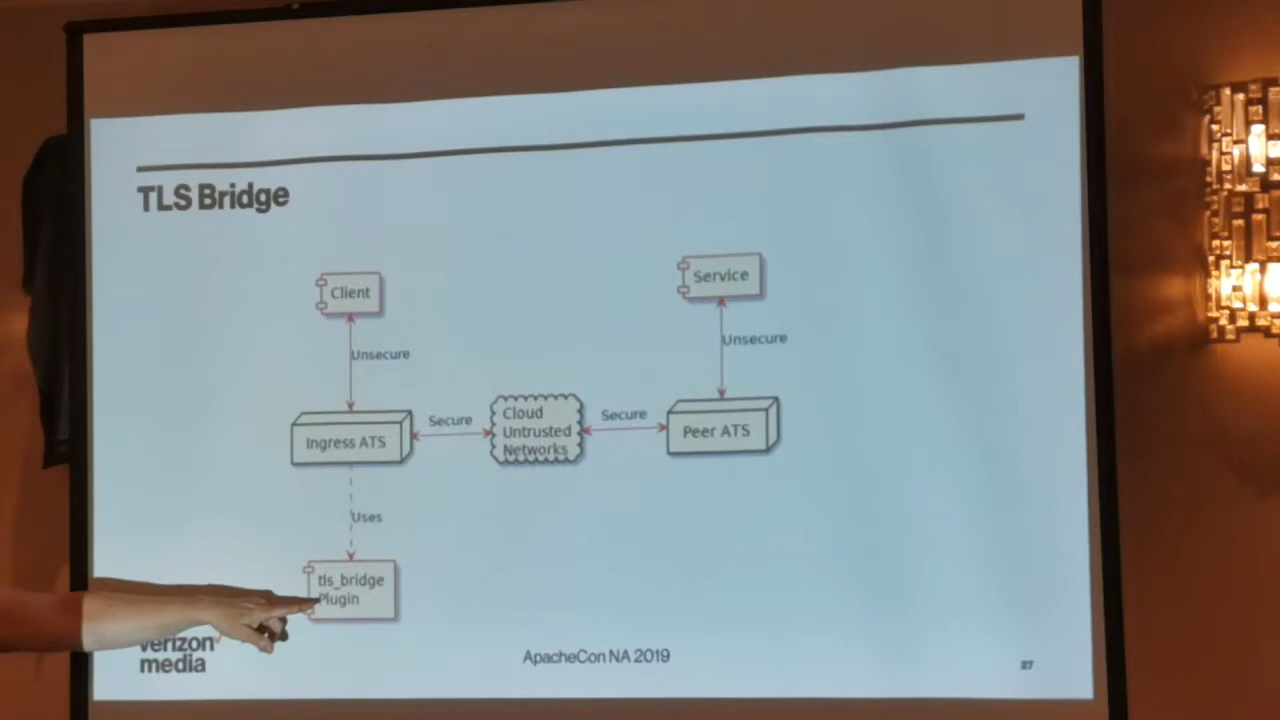 TLS Bridge
Client
Service
Unsecure
Unsecure
Ingress ATS
Secure
Cloud
Untrusted
Networks
Secure
Peer ATS
Uses
tls_bridge
Plugin
verizon
media
ApacheCon NA 2019
27